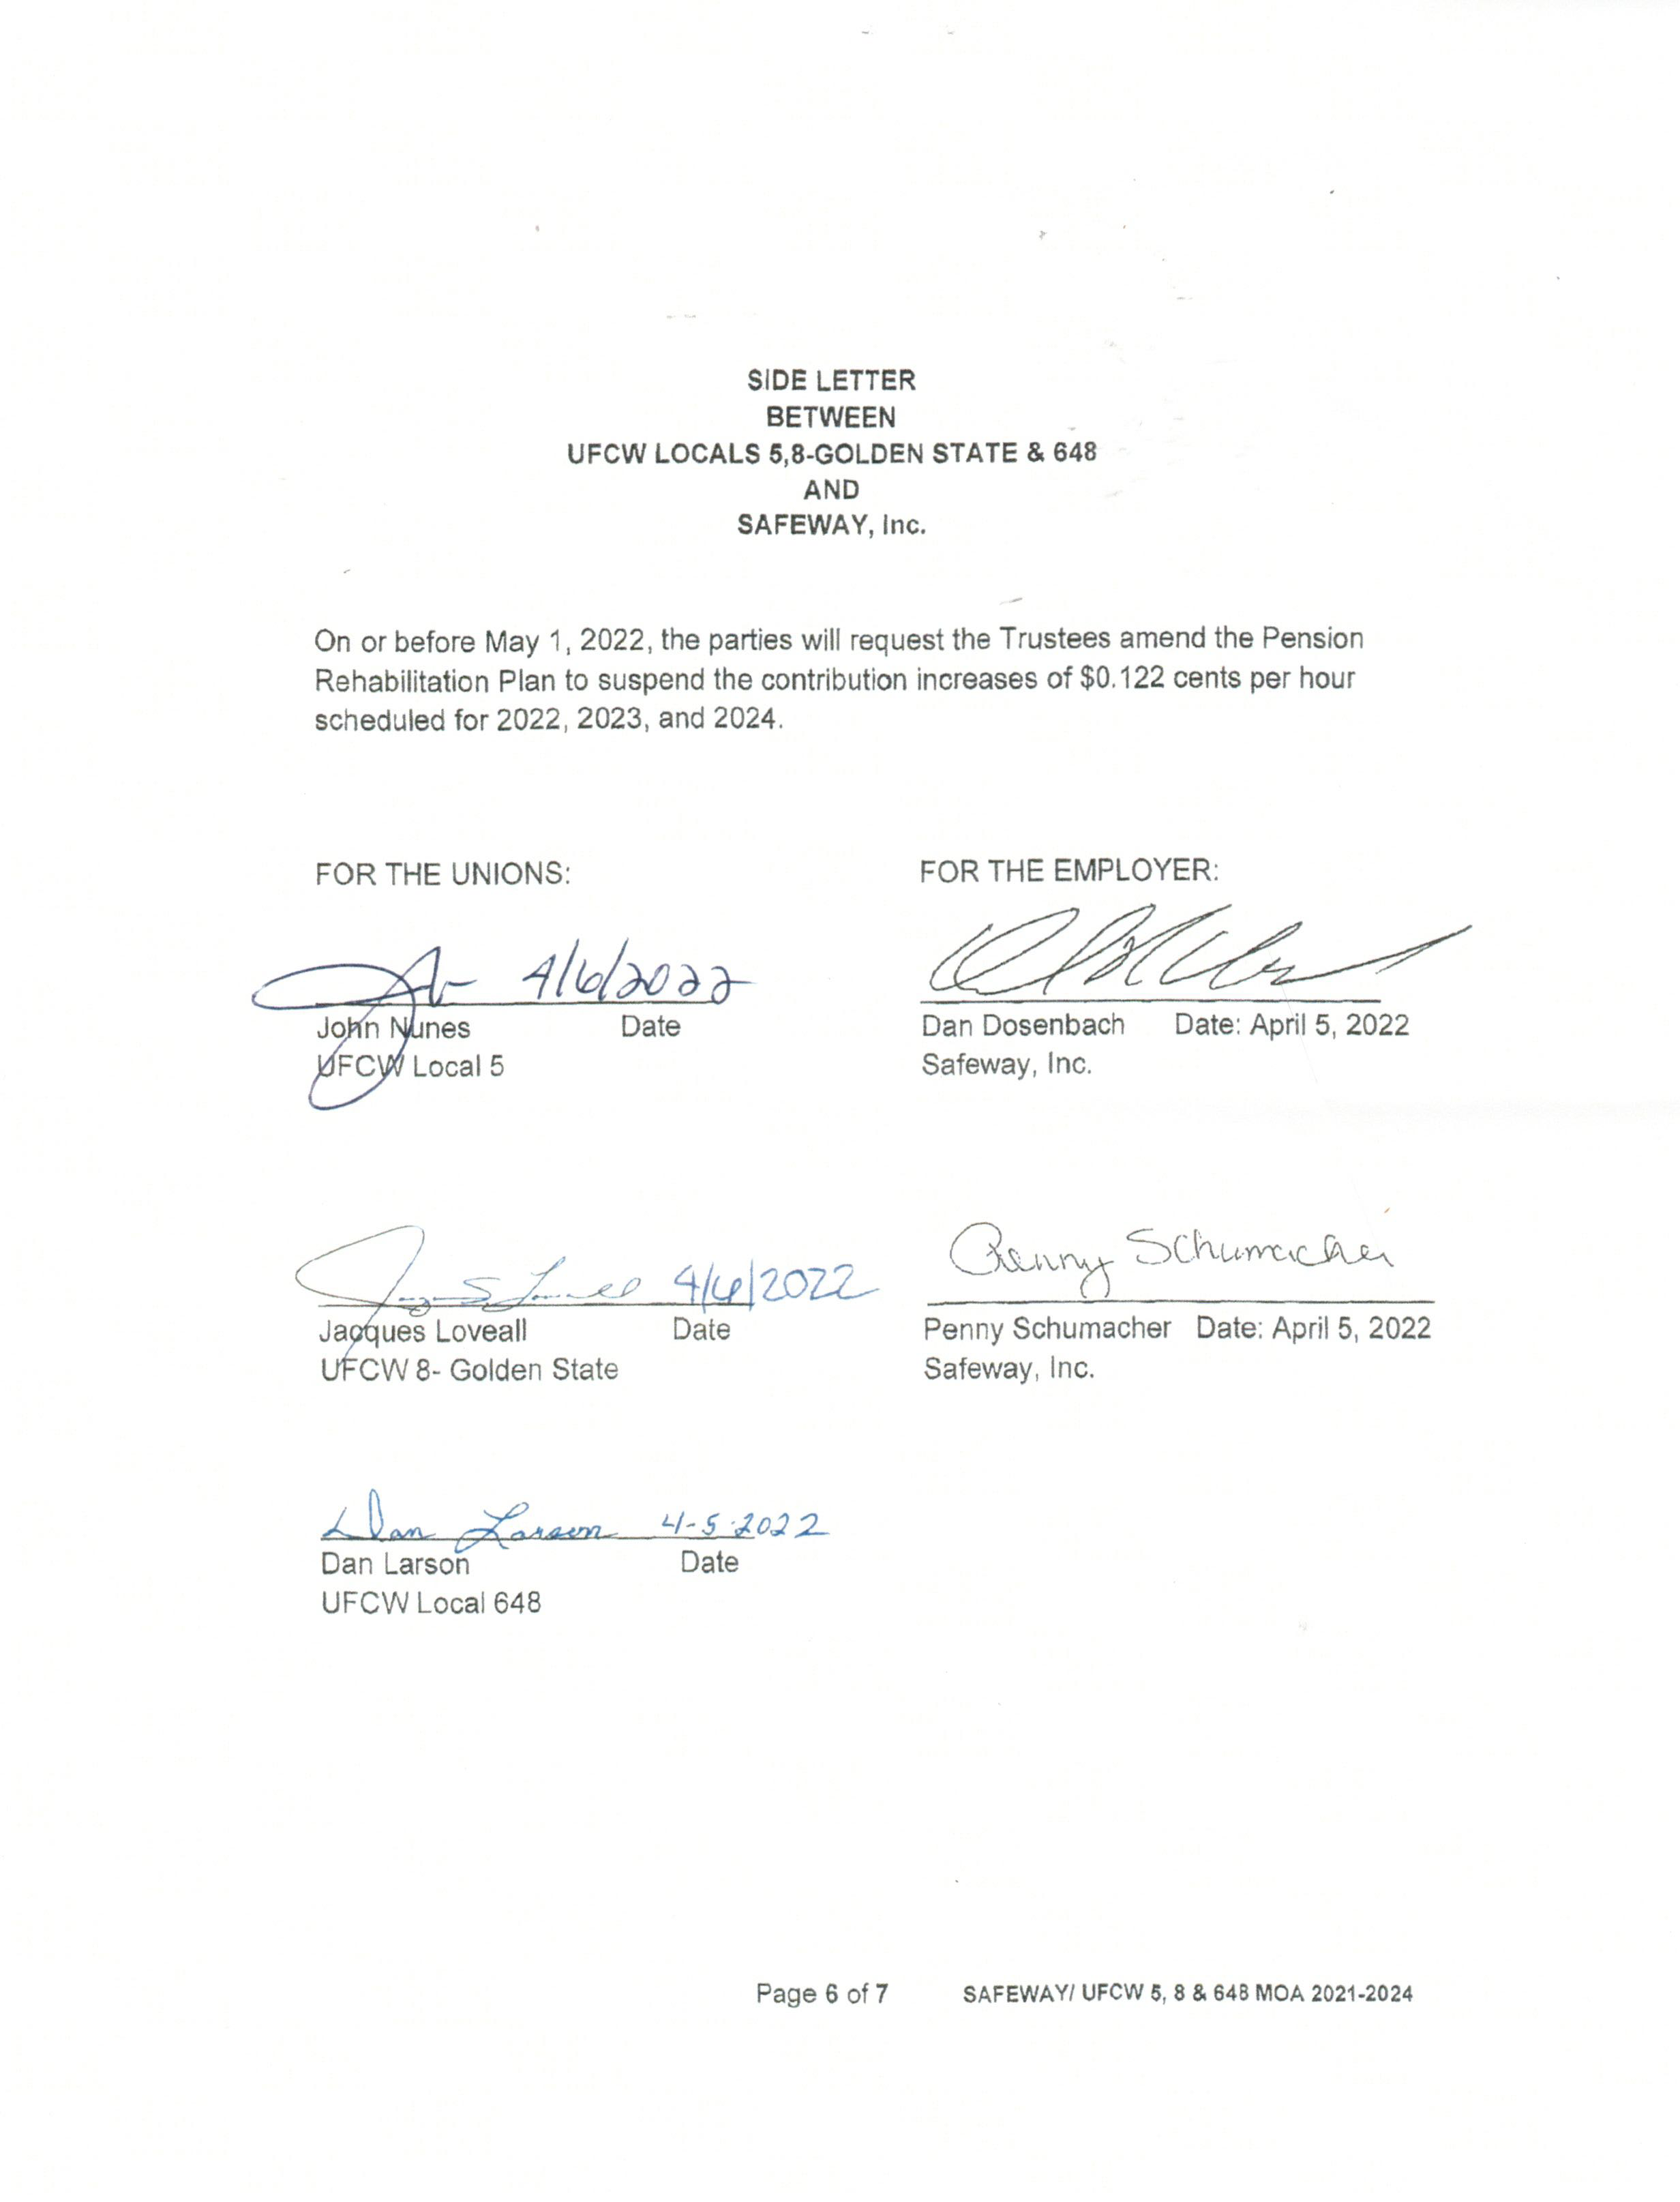 SIDE LETTER
BETWEEN
UFCW LOCALS 5,8-GOLDEN STATE & 648
AND
SAFEWAY, Inc.
On or before May 1, 2022, the parties will request the Trustees amend the Pension
Rehabilitation Plan to suspend the contribution increases of $0.122 cents per hour
scheduled for 2022, 2023, and 2024.
FOR THE UNIONS:
4/6/2022
John Nunes Date
UFCW Local 5
FOR THE EMPLOYER:
Dan Dosenbach Date: April 5, 2022
Safeway, Inc.
4/6/2022
Jacques Loveall Date
UFCW 8- Golden State
Penny Schumacher
Penny Schumacher Date: April 5, 2022
Safeway, Inc.
Dan Larson 4-5-2022
Dan Larson Date
UFCW Local 648
Page 6 of 7 SAFEWAY/ UFCW 5, 8 & 648 MOA 2021-2024